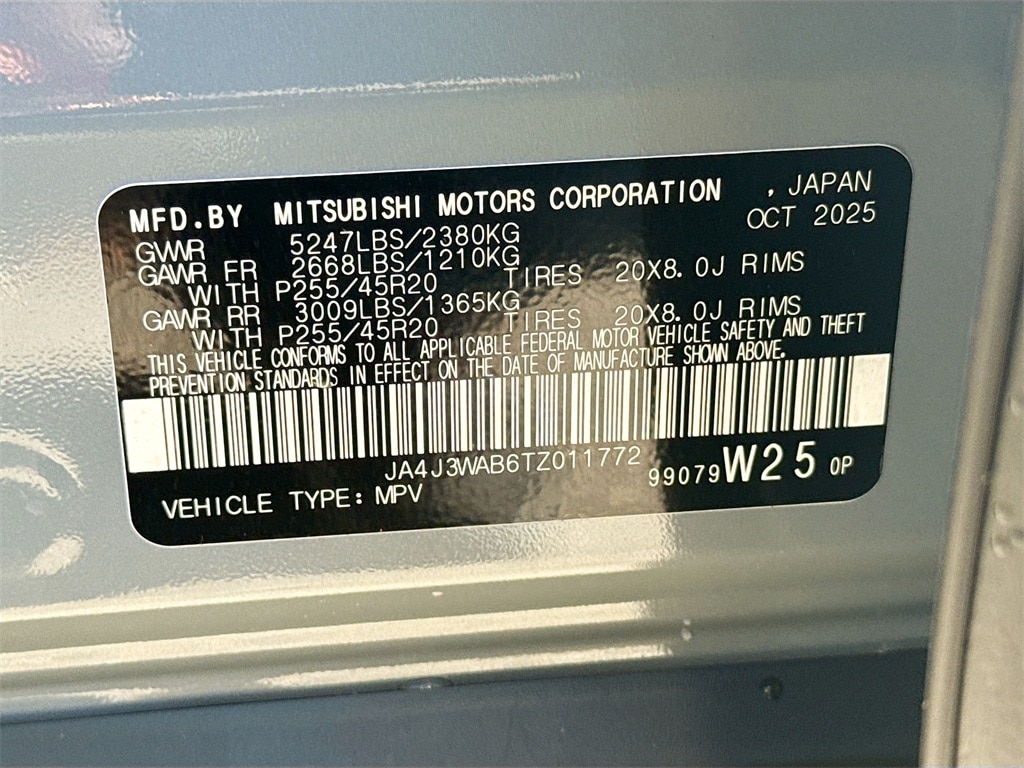 MFD.BY MITSUBISHI MOTORS CORPORATION , JAPAN
OCT 2025
GVWR 5247LBS/2380KG
GAWR FR 2668LBS/1210KG
WITH P255/45R20 TIRES 20X8.0J RIMS
GAWR RR 3009LBS/1365KG
WITH P255/45R20 TIRES 20X8.0J RIMS
THIS VEHICLE CONFORMS TO ALL APPLICABLE FEDERAL MOTOR VEHICLE SAFETY AND THEFT
PREVENTION STANDARDS IN EFFECT ON THE DATE OF MANUFACTURE SHOWN ABOVE.
JA4J3WAB6TZ011772
VEHICLE TYPE: MPV 99079 W25 0P